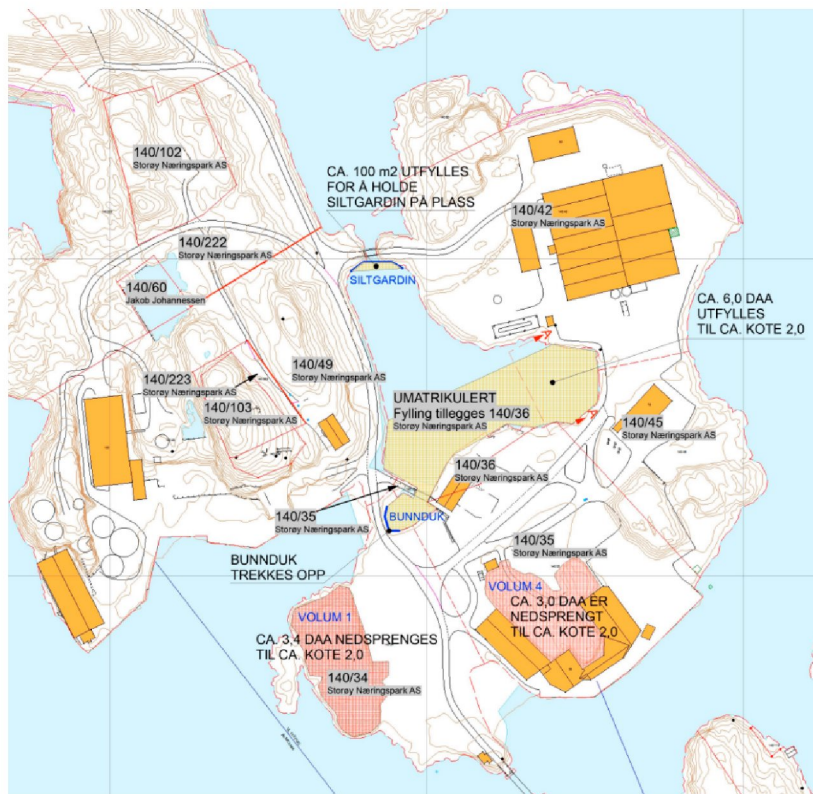 140/102
Storøy Næringspark AS
CA. 100 m2 UTFYLLES
FOR Å HOLDE
SILTGARDIN PÅ PLASS
140/42
Storøy Næringspark AS
140/222
Storøy Næringspark AS
140/60
Jakob Johannessen
SILTGARDIN
CA. 6,0 DAA
UTFYLLES
TIL CA. KOTE 2,0
140/49
Storøy Næringspark AS
140/223
Storøy Næringspark AS
140/103
Storøy Næringspark AS
UMATRIKULERT
Fylling tillegges 140/36
Storøy Næringspark AS
A
A
140/45
Storøy Næringspark AS
140/36
Storøy Næringspark AS
140/35
Storøy Næringspark AS
BUNNDUK
BUNNDUK
TREKKES OPP
140/35
Storøy Næringspark AS
VOLUM 4
CA. 3,0 DAA ER
NEDSPRENGT
TIL CA. KOTE 2,0
VOLUM 1
CA. 3,4 DAA NEDSPRENGES
TIL CA. KOTE 2,0
140/34
Storøy Næringspark AS